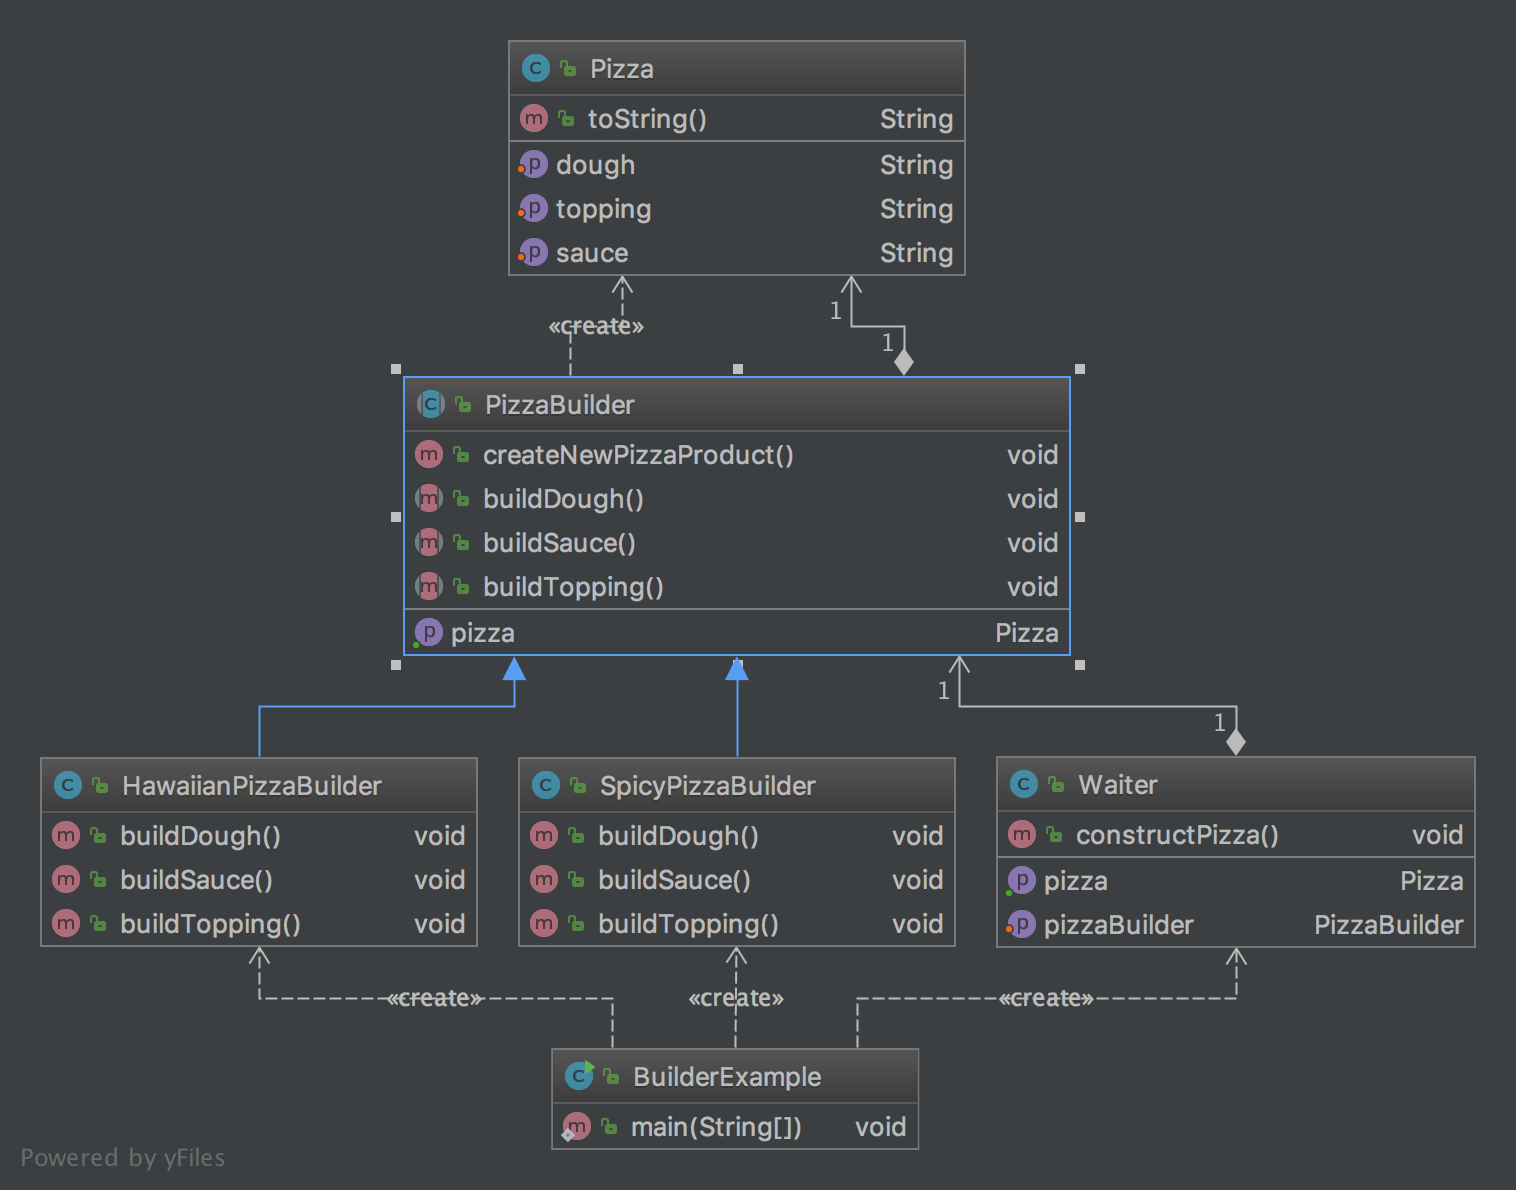 Pizza
toString() String
dough String
topping String
sauce String
1
«create»
1
PizzaBuilder
createNewPizzaProduct() void
buildDough() void
buildSauce() void
buildTopping() void
pizza Pizza
1
1
HawaiianPizzaBuilder
buildDough() void
buildSauce() void
buildTopping() void
SpicyPizzaBuilder
buildDough() void
buildSauce() void
buildTopping() void
Waiter
constructPizza() void
pizza Pizza
pizzaBuilder PizzaBuilder
«create»
«create»
«create»
BuilderExample
main(String[]) void
Powered by yFiles